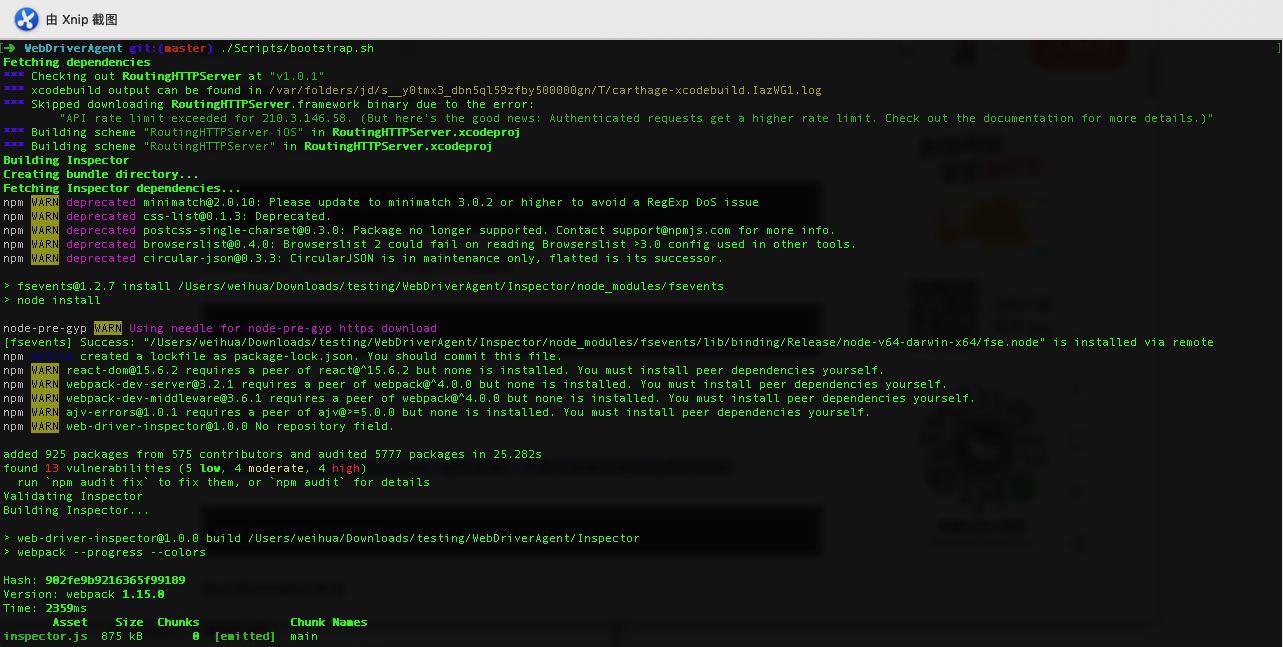 由 Xnip 截图
[➜ WebDriverAgent git:(master) ./Scripts/bootstrap.sh ]
Fetching dependencies
*** Checking out RoutingHTTPServer at "v1.0.1"
*** xcodebuild output can be found in /var/folders/jd/s__y0tmx3_dbn5ql59zfby500000gn/T/carthage-xcodebuild.IazWG1.log
*** Skipped downloading RoutingHTTPServer.framework binary due to the error:
"API rate limit exceeded for 210.3.146.58. (But here's the good news: Authenticated requests get a higher rate limit. Check out the documentation for more details.)"
*** Building scheme "RoutingHTTPServer iOS" in RoutingHTTPServer.xcodeproj
*** Building scheme "RoutingHTTPServer" in RoutingHTTPServer.xcodeproj
Building Inspector
Creating bundle directory...
Fetching Inspector dependencies...
npm WARN deprecated minimatch@2.0.10: Please update to minimatch 3.0.2 or higher to avoid a RegExp DoS issue
npm WARN deprecated css-list@0.1.3: Deprecated.
npm WARN deprecated postcss-single-charset@0.3.0: Package no longer supported. Contact support@npmjs.com for more info.
npm WARN deprecated browserslist@0.4.0: Browserslist 2 could fail on reading Browserslist >3.0 config used in other tools.
npm WARN deprecated circular-json@0.3.3: CircularJSON is in maintenance only, flatted is its successor.
> fsevents@1.2.7 install /Users/weihua/Downloads/testing/WebDriverAgent/Inspector/node_modules/fsevents
> node install
node-pre-gyp WARN Using needle for node-pre-gyp https download
[fsevents] Success: "/Users/weihua/Downloads/testing/WebDriverAgent/Inspector/node_modules/fsevents/lib/binding/Release/node-v64-darwin-x64/fse.node" is installed via remote
npm notice created a lockfile as package-lock.json. You should commit this file.
npm WARN react-dom@15.6.2 requires a peer of react@^15.6.2 but none is installed. You must install peer dependencies yourself.
npm WARN webpack-dev-server@3.2.1 requires a peer of webpack@^4.0.0 but none is installed. You must install peer dependencies yourself.
npm WARN webpack-dev-middleware@3.6.1 requires a peer of webpack@^4.0.0 but none is installed. You must install peer dependencies yourself.
npm WARN ajv-errors@1.0.1 requires a peer of ajv@>=5.0.0 but none is installed. You must install peer dependencies yourself.
npm WARN web-driver-inspector@1.0.0 No repository field.
added 925 packages from 575 contributors and audited 5777 packages in 25.282s
found 13 vulnerabilities (5 low, 4 moderate, 4 high)
run `npm audit fix` to fix them, or `npm audit` for details
Validating Inspector
Building Inspector...
> web-driver-inspector@1.0.0 build /Users/weihua/Downloads/testing/WebDriverAgent/Inspector
> webpack --progress --colors
Hash: 902fe9b9216365f99189
Version: webpack 1.15.0
Time: 2359ms
Asset Size Chunks Chunk Names
inspector.js 875 kB 0 [emitted] main